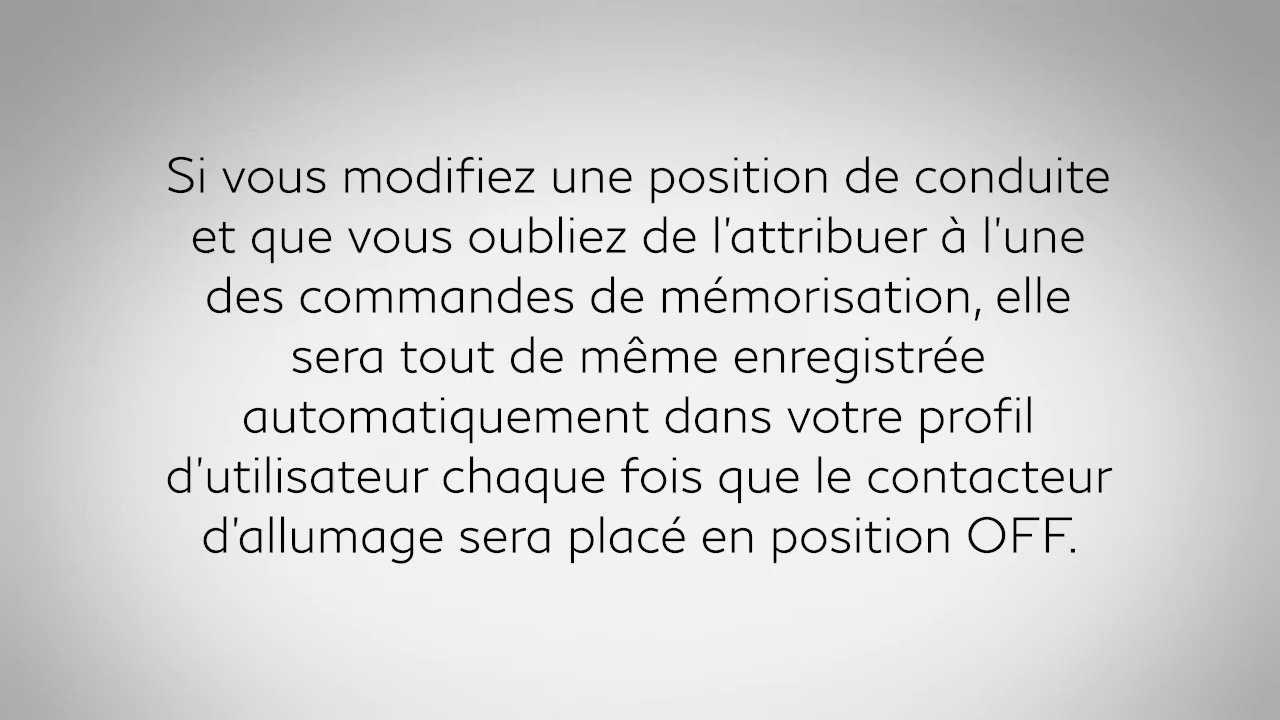 Si vous modifiez une position de conduite
et que vous oubliez de l'attribuer à l'une
des commandes de mémorisation, elle
sera tout de même enregistrée
automatiquement dans votre profil
d'utilisateur chaque fois que le contacteur
d'allumage sera placé en position OFF.